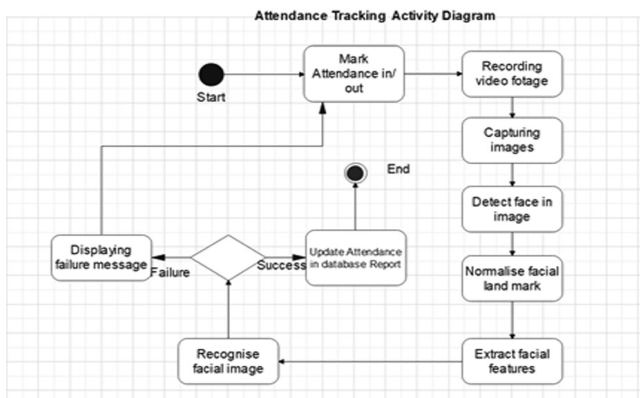 Attendance Tracking Activity Diagram
Mark
Attendance in/
out
Start
Recording
video fotage
Capturing
images
Detect face in
image
Normalise facial
land mark
Extract facial
features
Recognise
facial image
Failure
Success
Displaying
failure message
Update Attendance
in database Report
End